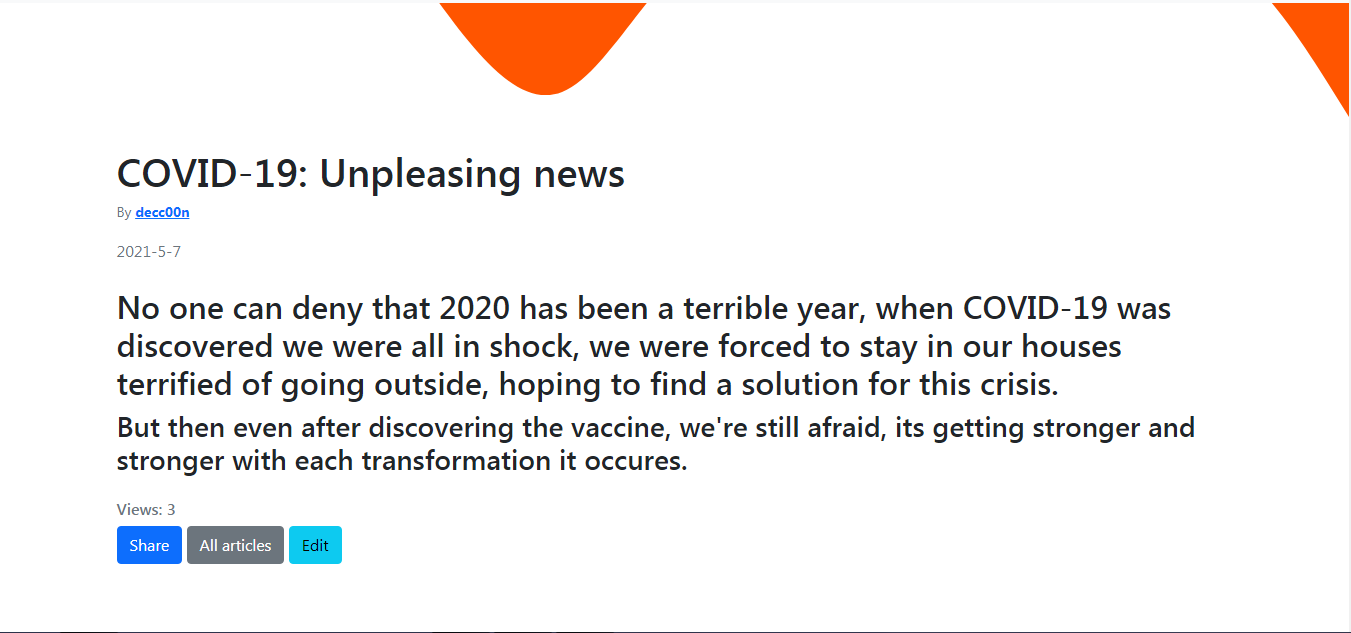 COVID-19: Unpleasing news
By decc00n
2021-5-7
No one can deny that 2020 has been a terrible year, when COVID-19 was
discovered we were all in shock, we were forced to stay in our houses
terrified of going outside, hoping to find a solution for this crisis.
But then even after discovering the vaccine, we're still afraid, its getting stronger and
stronger with each transformation it occures.
Views: 3
Share All articles Edit